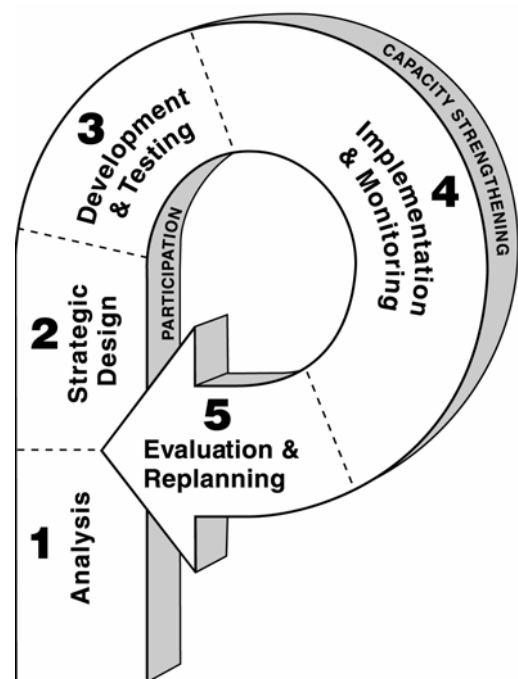 1
Analysis
2
Strategic
Design
3
Development
& Testing
4
Implementation
& Monitoring
5
Evaluation &
Replanning
PARTICIPATION
CAPACITY STRENGTHENING